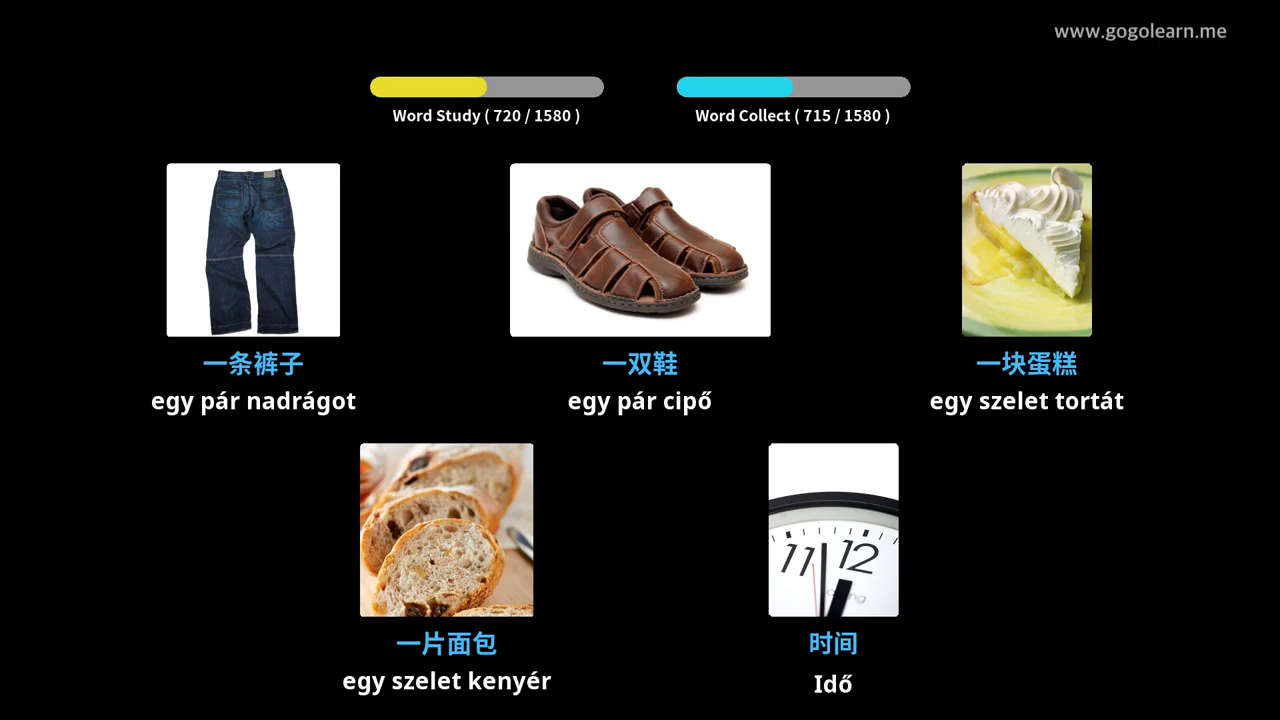 www.gogolearn.me
Word Study ( 720 / 1580 )
Word Collect ( 715 / 1580 )
一条裤子
一双鞋
一块蛋糕
egy pár nadrágot
egy pár cipő
egy szelet tortát
11 12
一片面包
时间
egy szelet kenyér
Idő